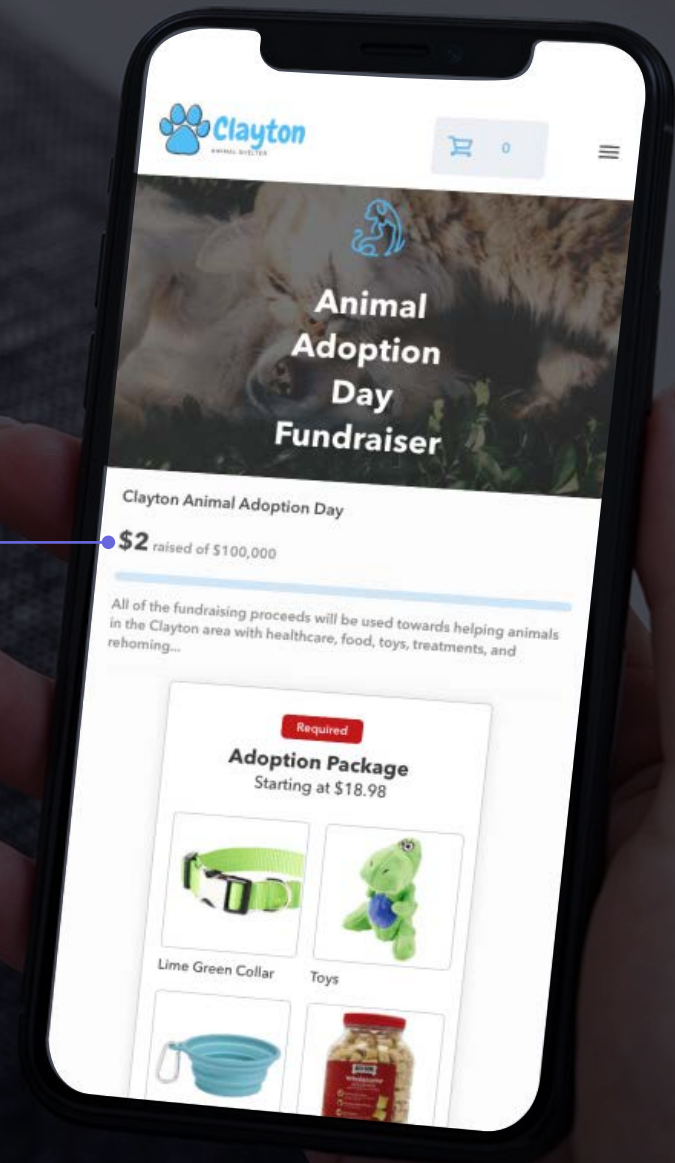 Clayton
ANIMAL SHELTER
0
Animal
Adoption
Day
Fundraiser
Clayton Animal Adoption Day
$2 raised of $100,000
All of the fundraising proceeds will be used towards helping animals
in the Clayton area with healthcare, food, toys, treatments, and
rehoming...
Required
Adoption Package
Starting at $18.98
Lime Green Collar
Toys